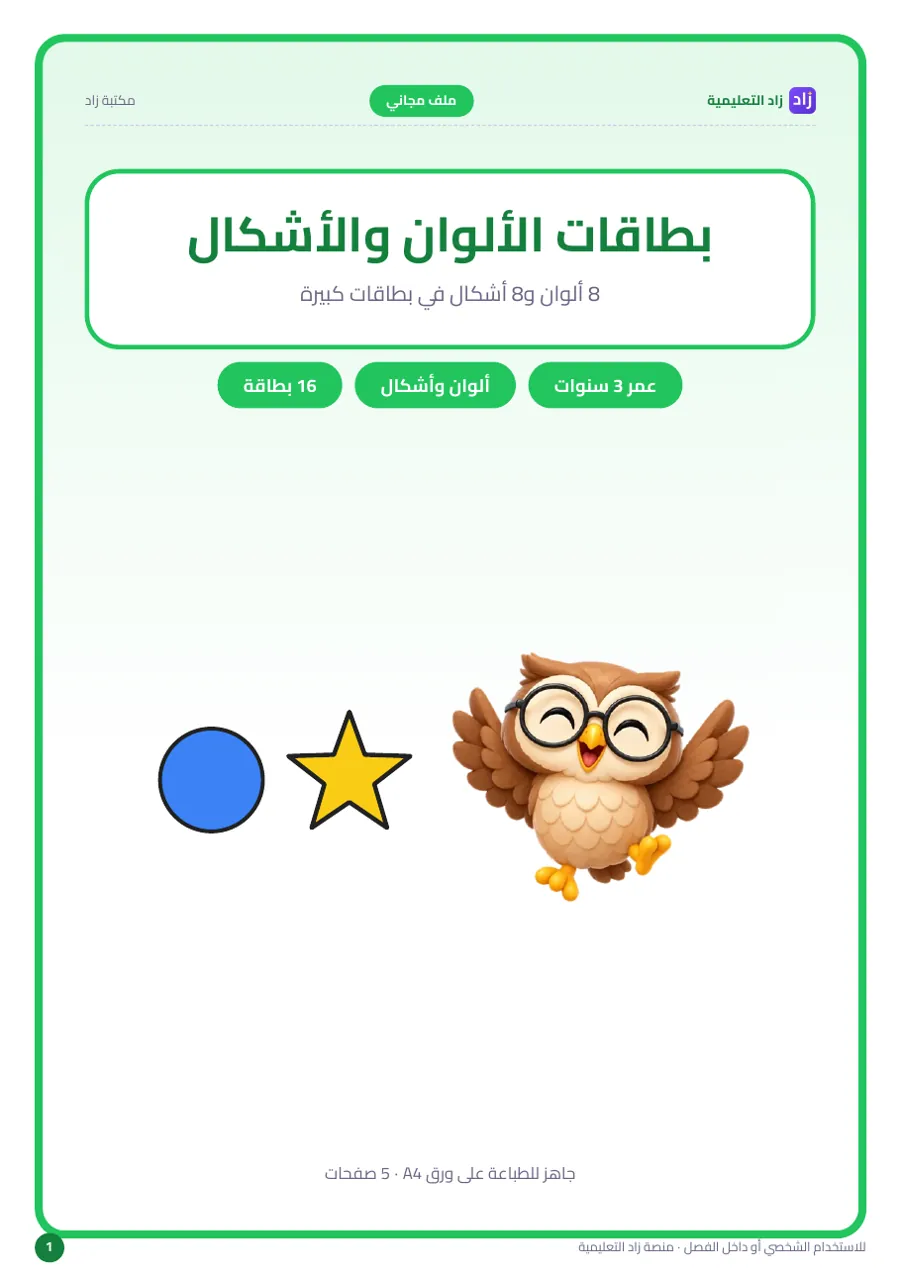 زاد زاد التعليمية
ملف مجاني
مكتبة زاد
بطاقات الألوان والأشكال
8 ألوان و8 أشكال في بطاقات كبيرة
عمر 3 سنوات
ألوان وأشكال
16 بطاقة
جاهز للطباعة على ورق A4 · 5 صفحات
للاستخدام الشخصي أو داخل الفصل · منصة زاد التعليمية
1